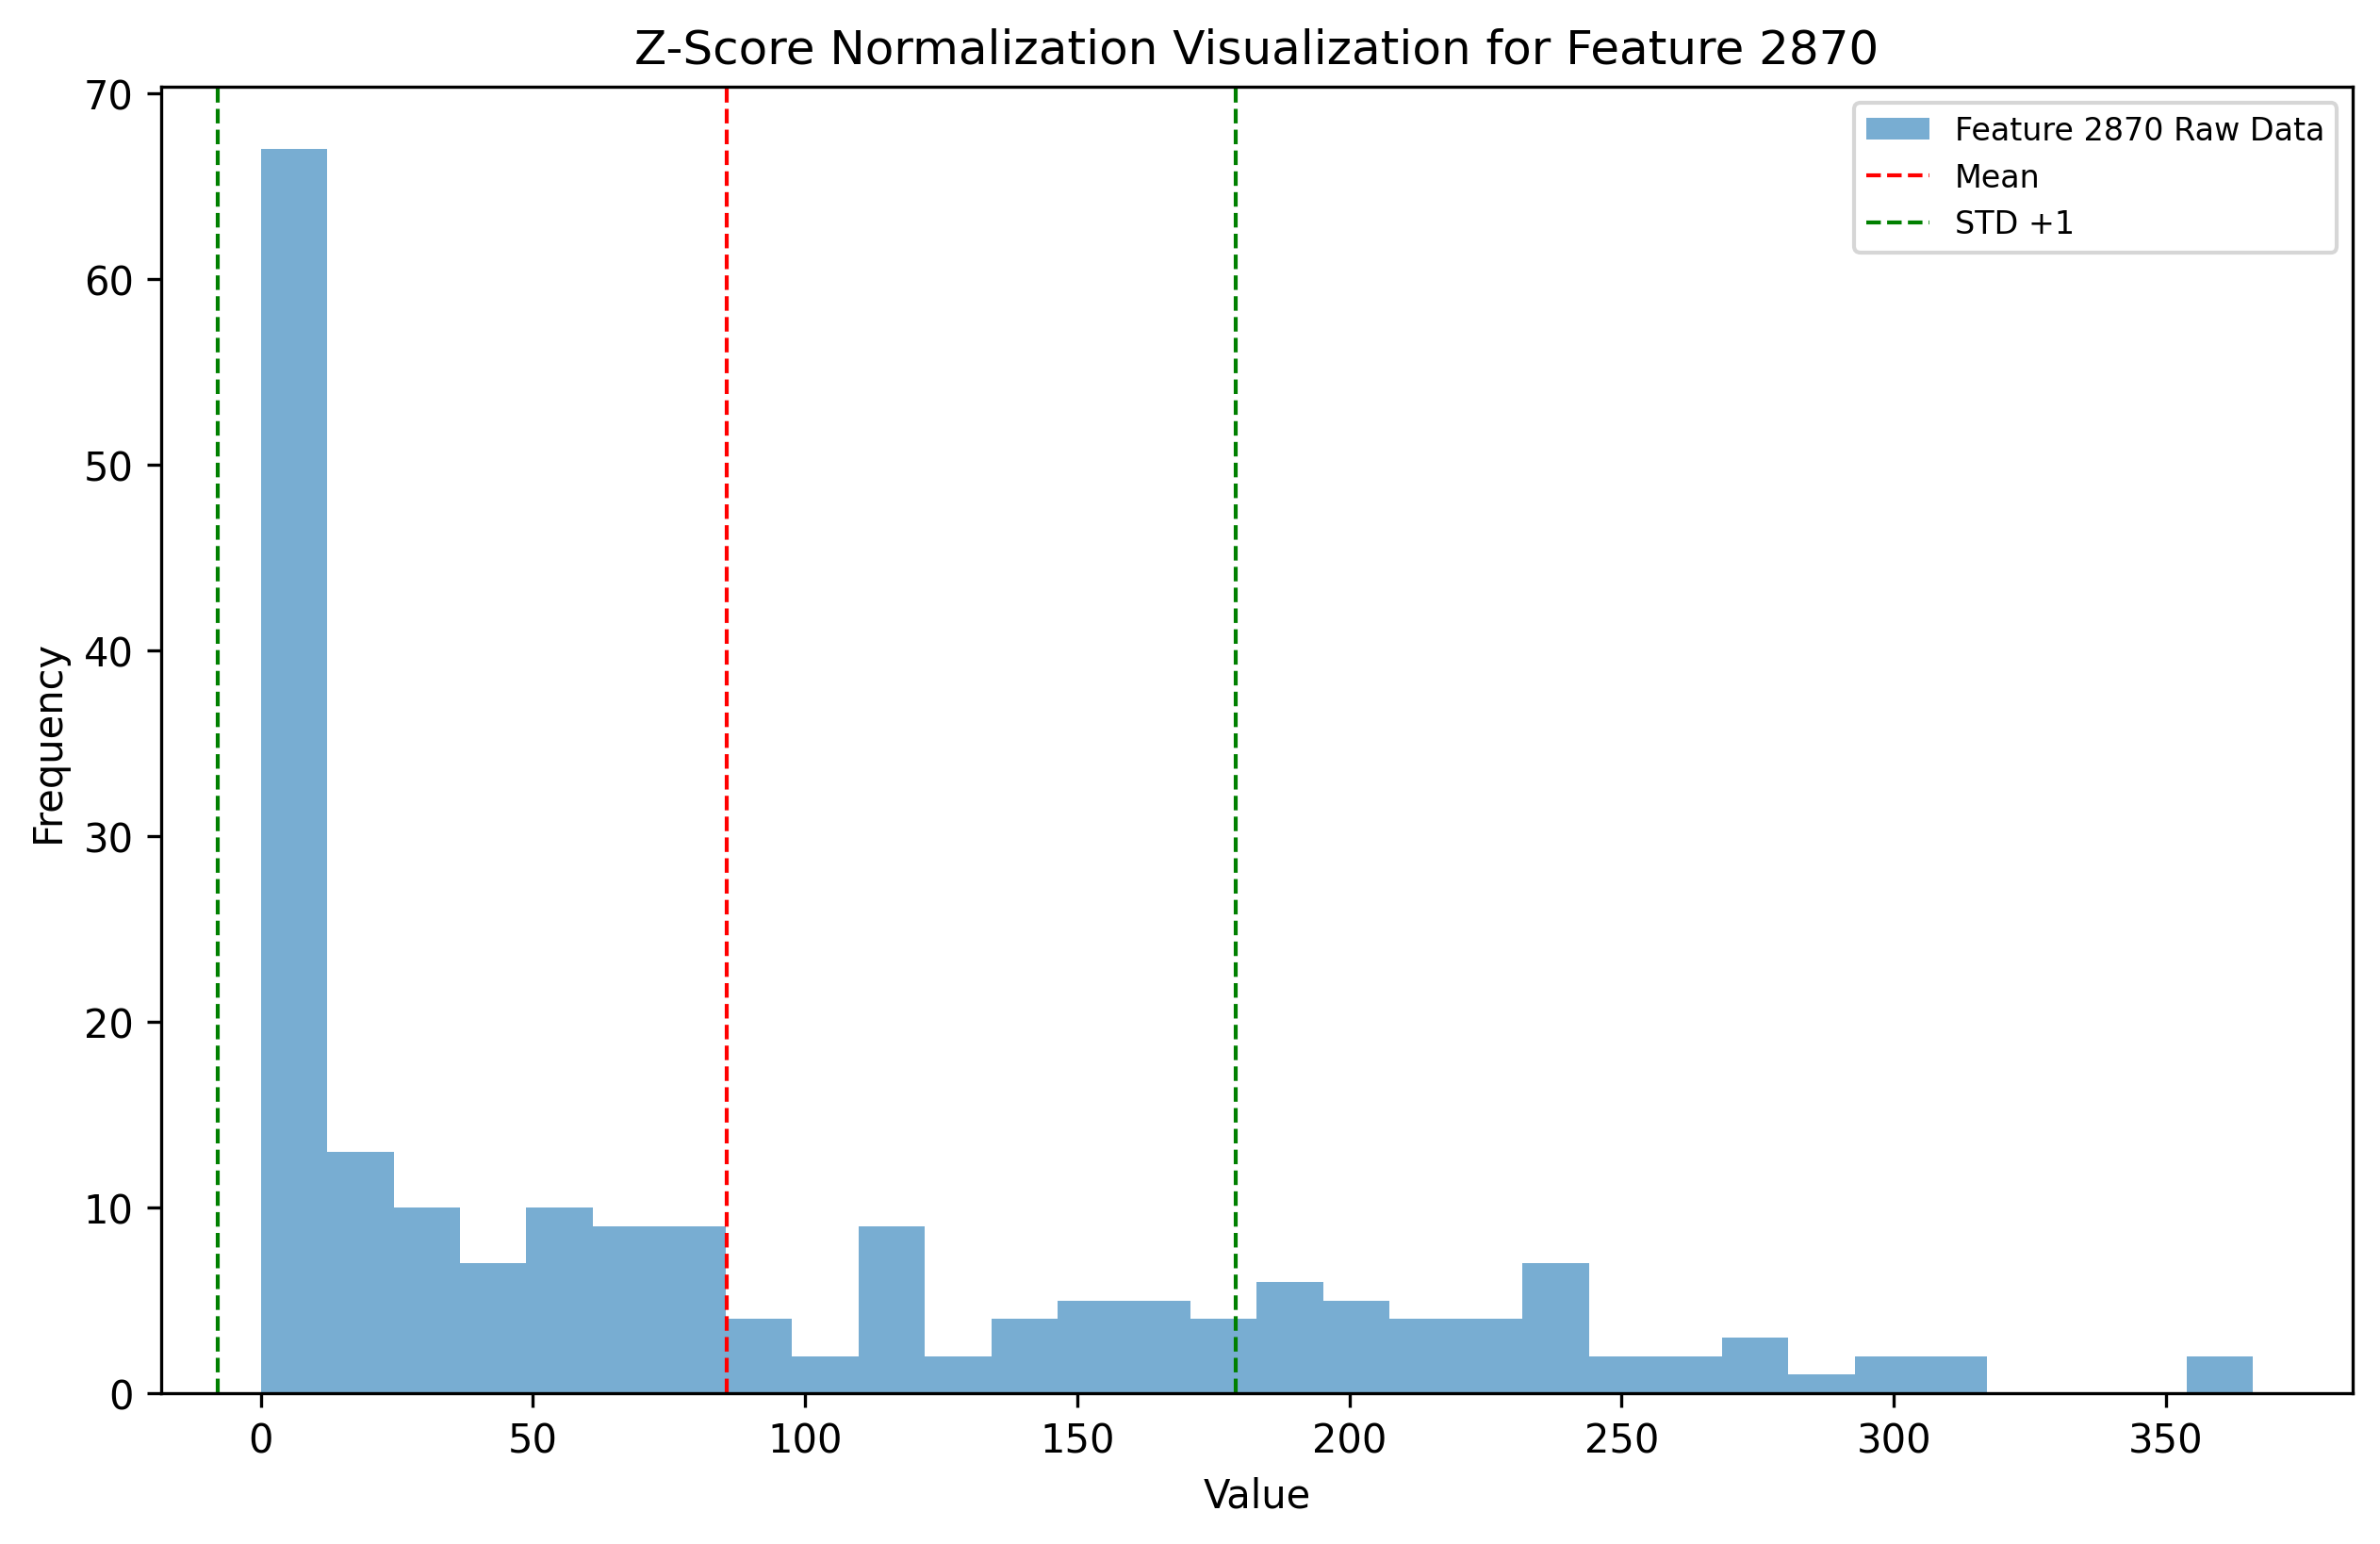 Z-Score Normalization Visualization for Feature 2870
Feature 2870 Raw Data
Mean
STD +1
70
60
50
40
30
20
10
0
Frequency
0 50 100 150 200 250 300 350
Value